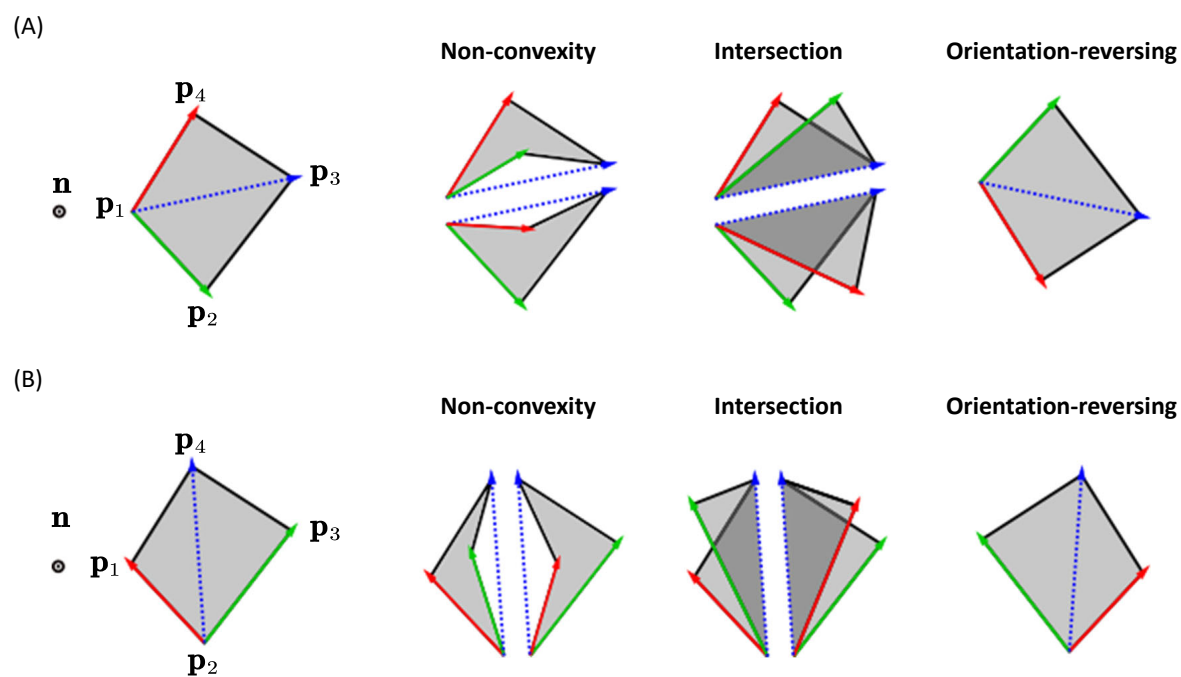 (A)
Non-convexity Intersection Orientation-reversing
p4
n
p3
p1
p2
(B)
Non-convexity Intersection Orientation-reversing
p4
n
p3
p1
p2